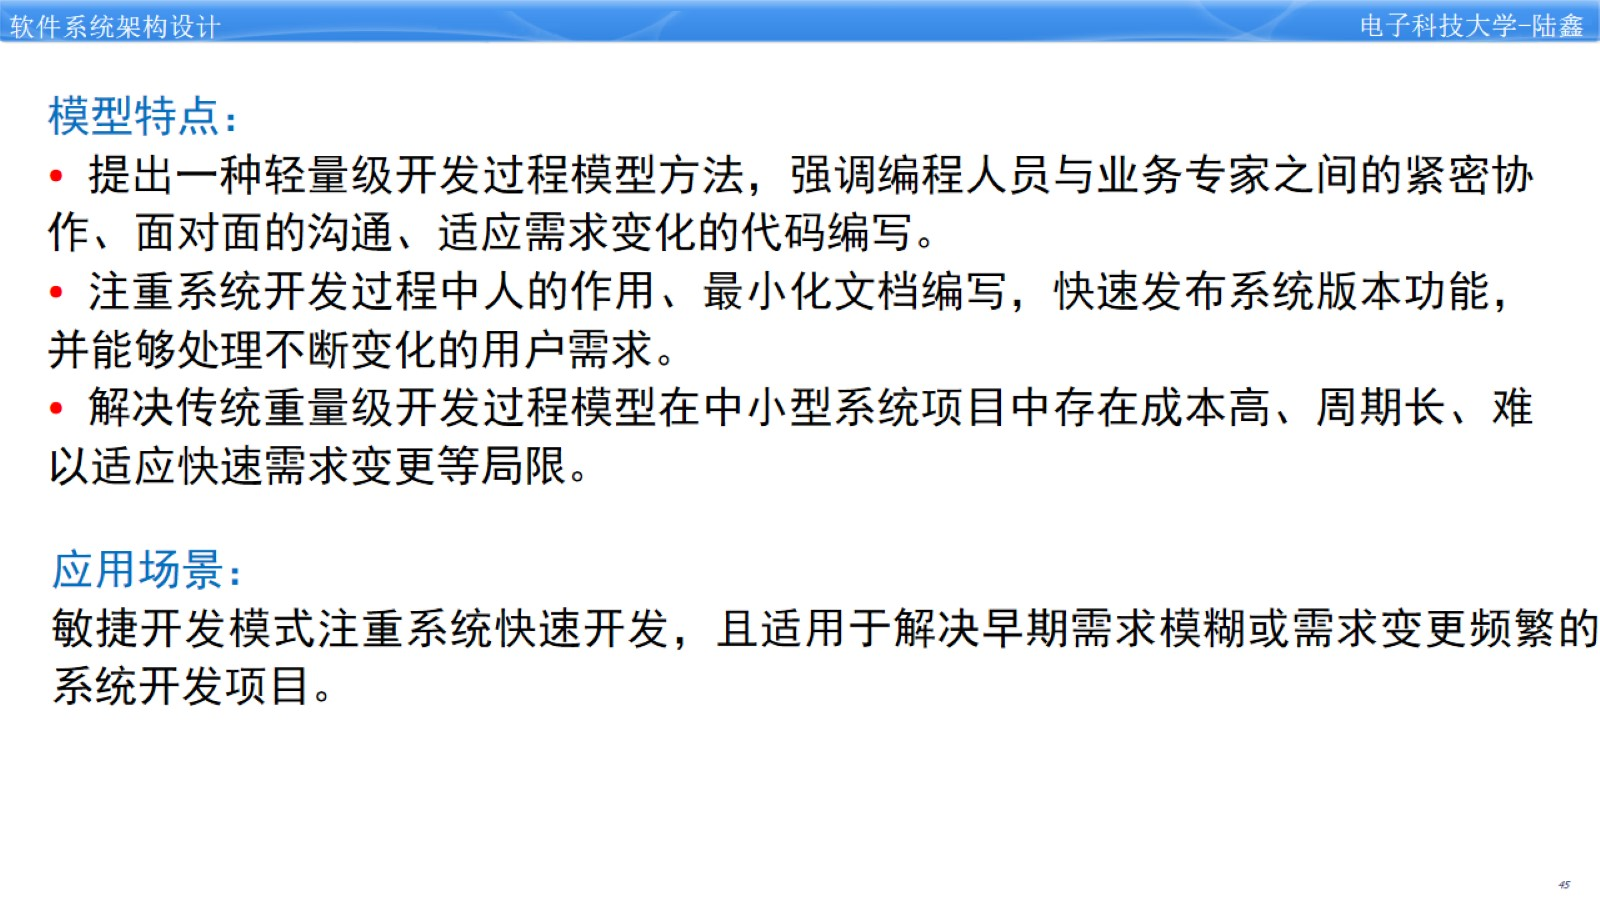 软件系统架构设计
电子科技大学-陆鑫
模型特点：
• 提出一种轻量级开发过程模型方法，强调编程人员与业务专家之间的紧密协
作、面对面的沟通、适应需求变化的代码编写。
• 注重系统开发过程中人的作用、最小化文档编写，快速发布系统版本功能，
并能够处理不断变化的用户需求。
• 解决传统重量级开发过程模型在中小型系统项目中存在成本高、周期长、难
以适应快速需求变更等局限。
应用场景：
敏捷开发模式注重系统快速开发，且适用于解决早期需求模糊或需求变更频繁的
系统开发项目。
45